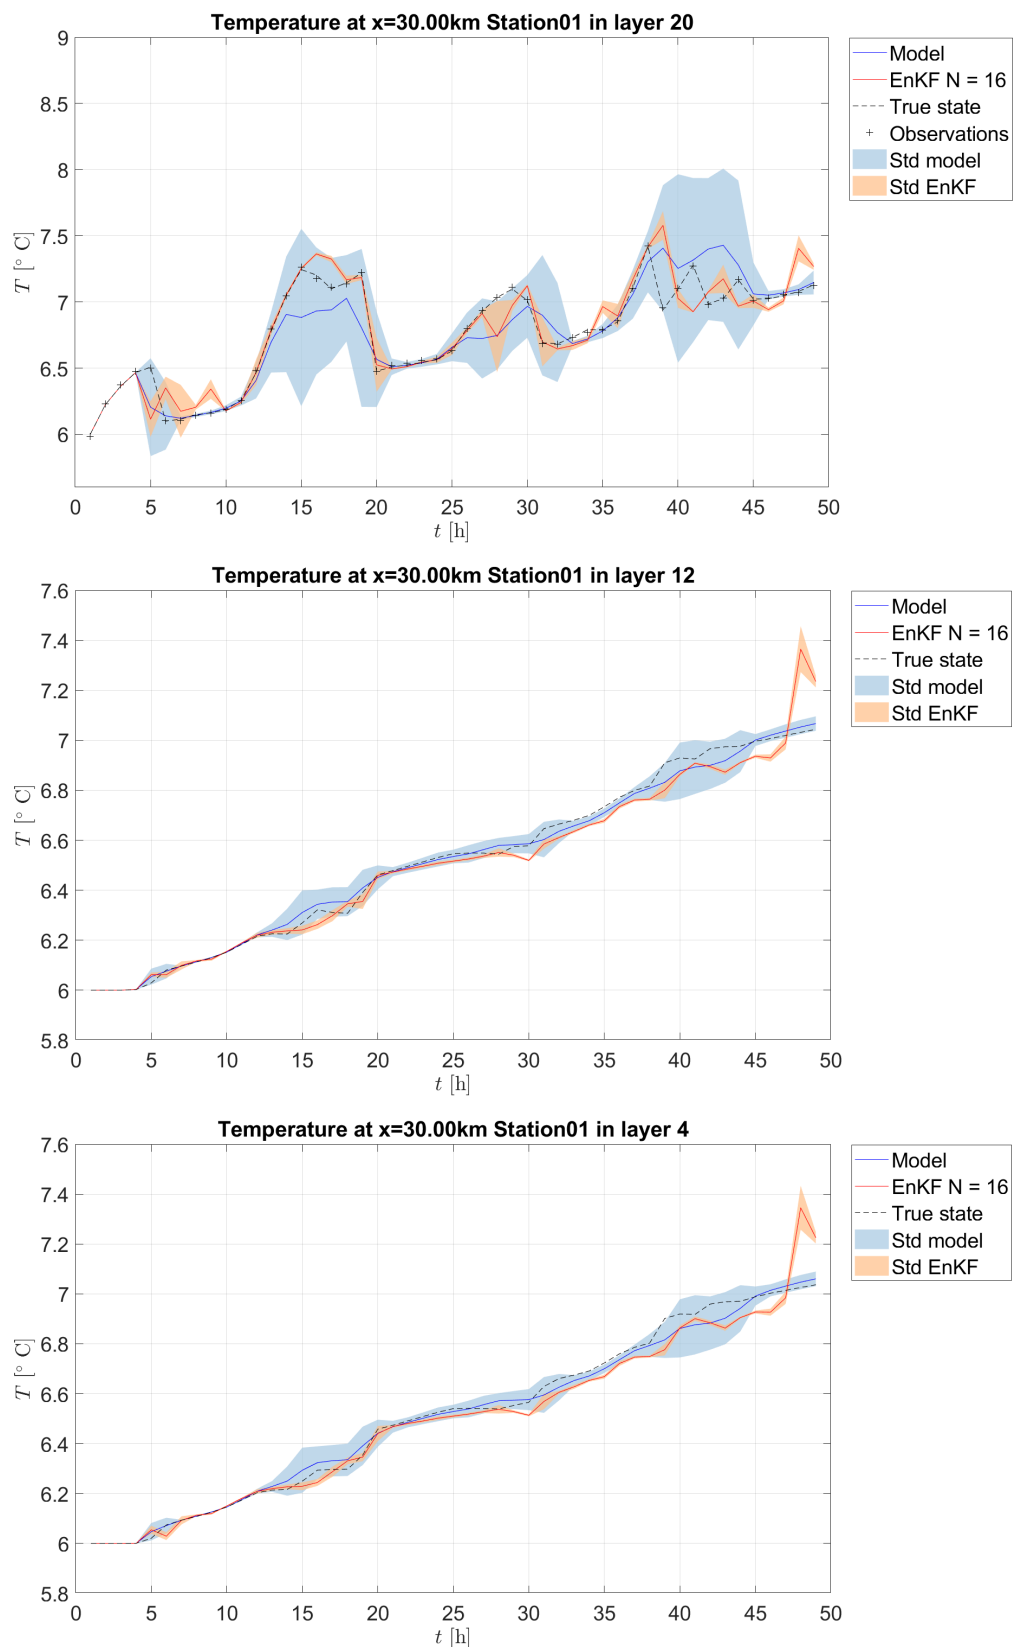 Temperature at x=30.00km Station01 in layer 20
9
8.5
8
7.5
7
6.5
6
T [° C]
0 5 10 15 20 25 30 35 40 45 50
t [h]
Model
EnKF N = 16
True state
Observations
Std model
Std EnKF
Temperature at x=30.00km Station01 in layer 12
7.6
7.4
7.2
7
6.8
6.6
6.4
6.2
6
5.8
T [° C]
0 5 10 15 20 25 30 35 40 45 50
t [h]
Model
EnKF N = 16
True state
Std model
Std EnKF
Temperature at x=30.00km Station01 in layer 4
7.6
7.4
7.2
7
6.8
6.6
6.4
6.2
6
5.8
T [° C]
0 5 10 15 20 25 30 35 40 45 50
t [h]
Model
EnKF N = 16
True state
Std model
Std EnKF